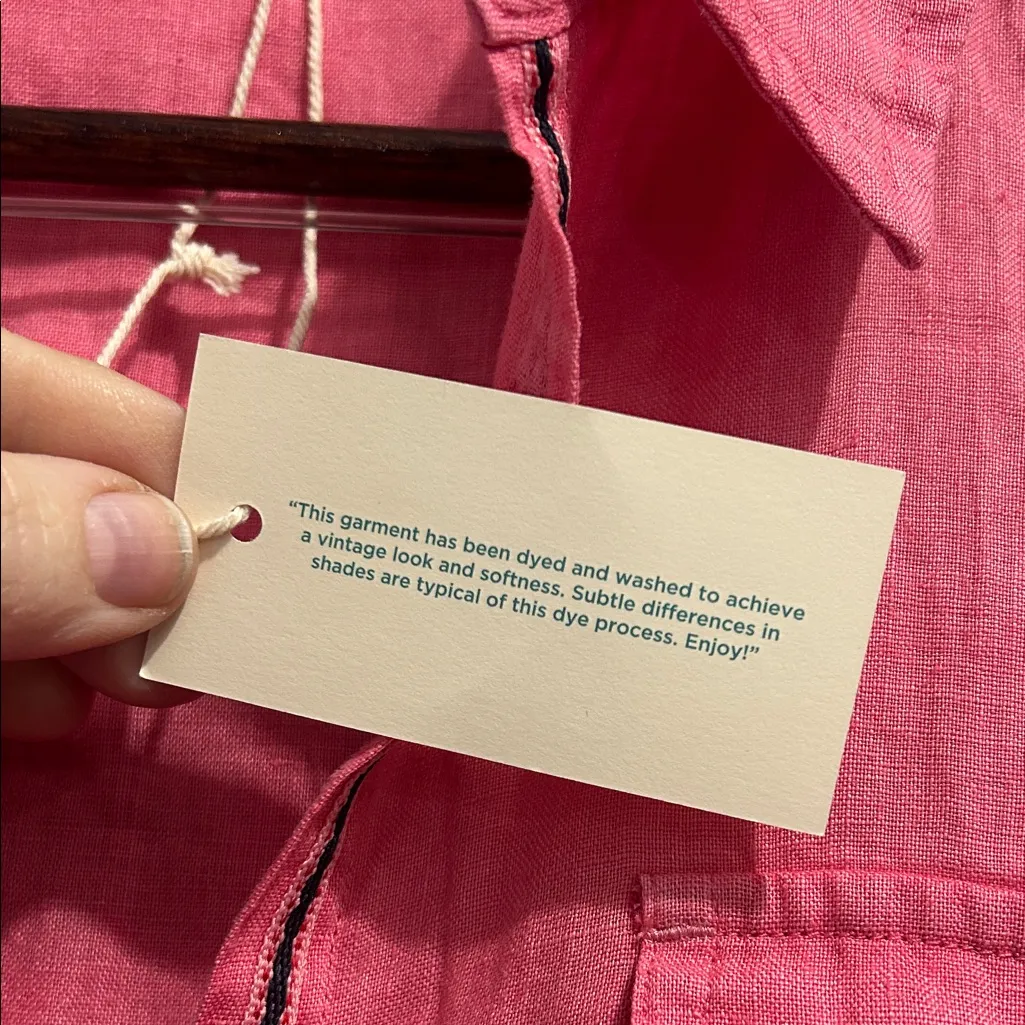 “This garment has been dyed and washed to achieve
a vintage look and softness. Subtle differences in
shades are typical of this dye process. Enjoy!”